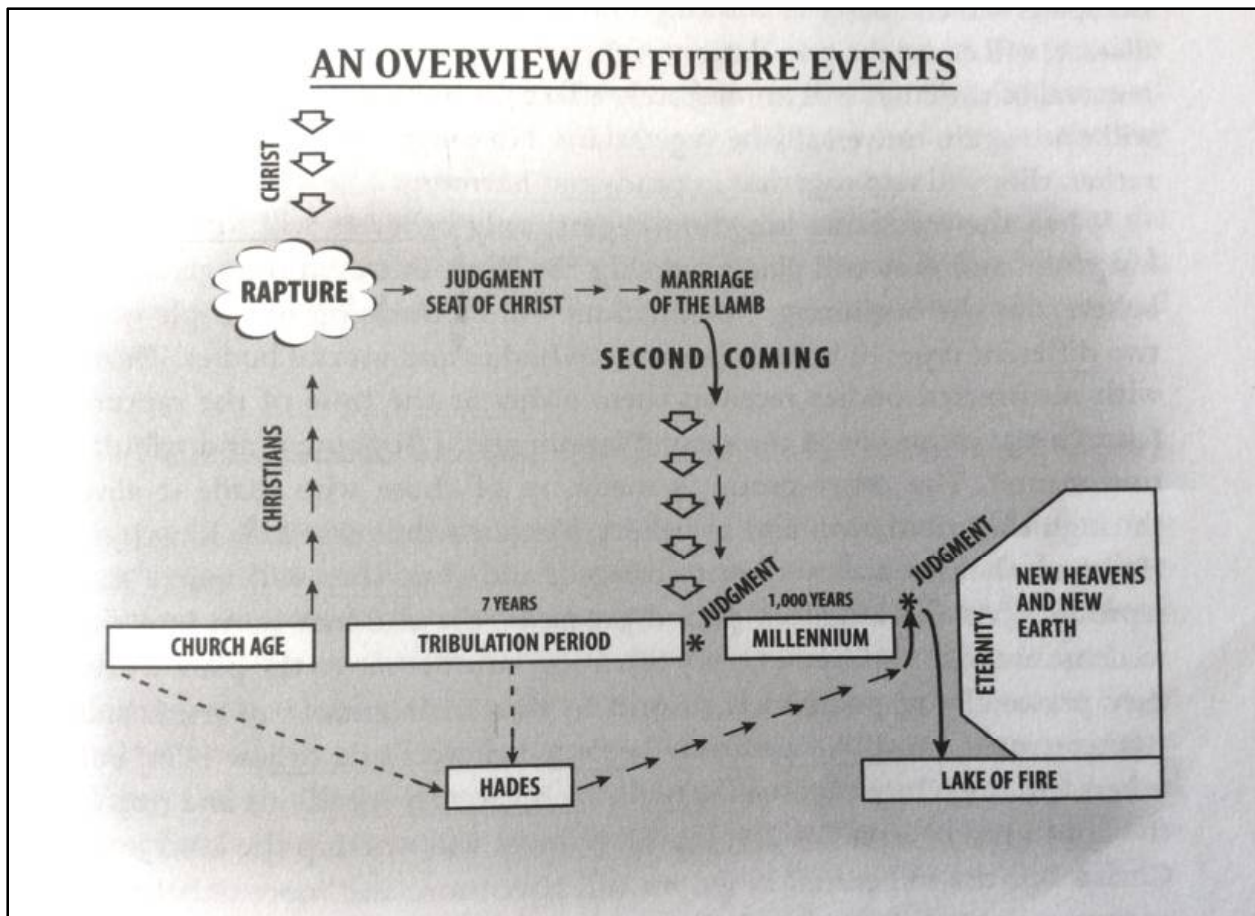 AN OVERVIEW OF FUTURE EVENTS
CHRIST
RAPTURE
JUDGMENT
SEAT OF CHRIST
MARRIAGE
OF THE LAMB
SECOND COMING
CHRISTIANS
JUDGMENT
JUDGMENT
7 YEARS
1,000 YEARS
CHURCH AGE
TRIBULATION PERIOD
*
MILLENNIUM
*
NEW HEAVENS
AND NEW
EARTH
ETERNITY
HADES
LAKE OF FIRE